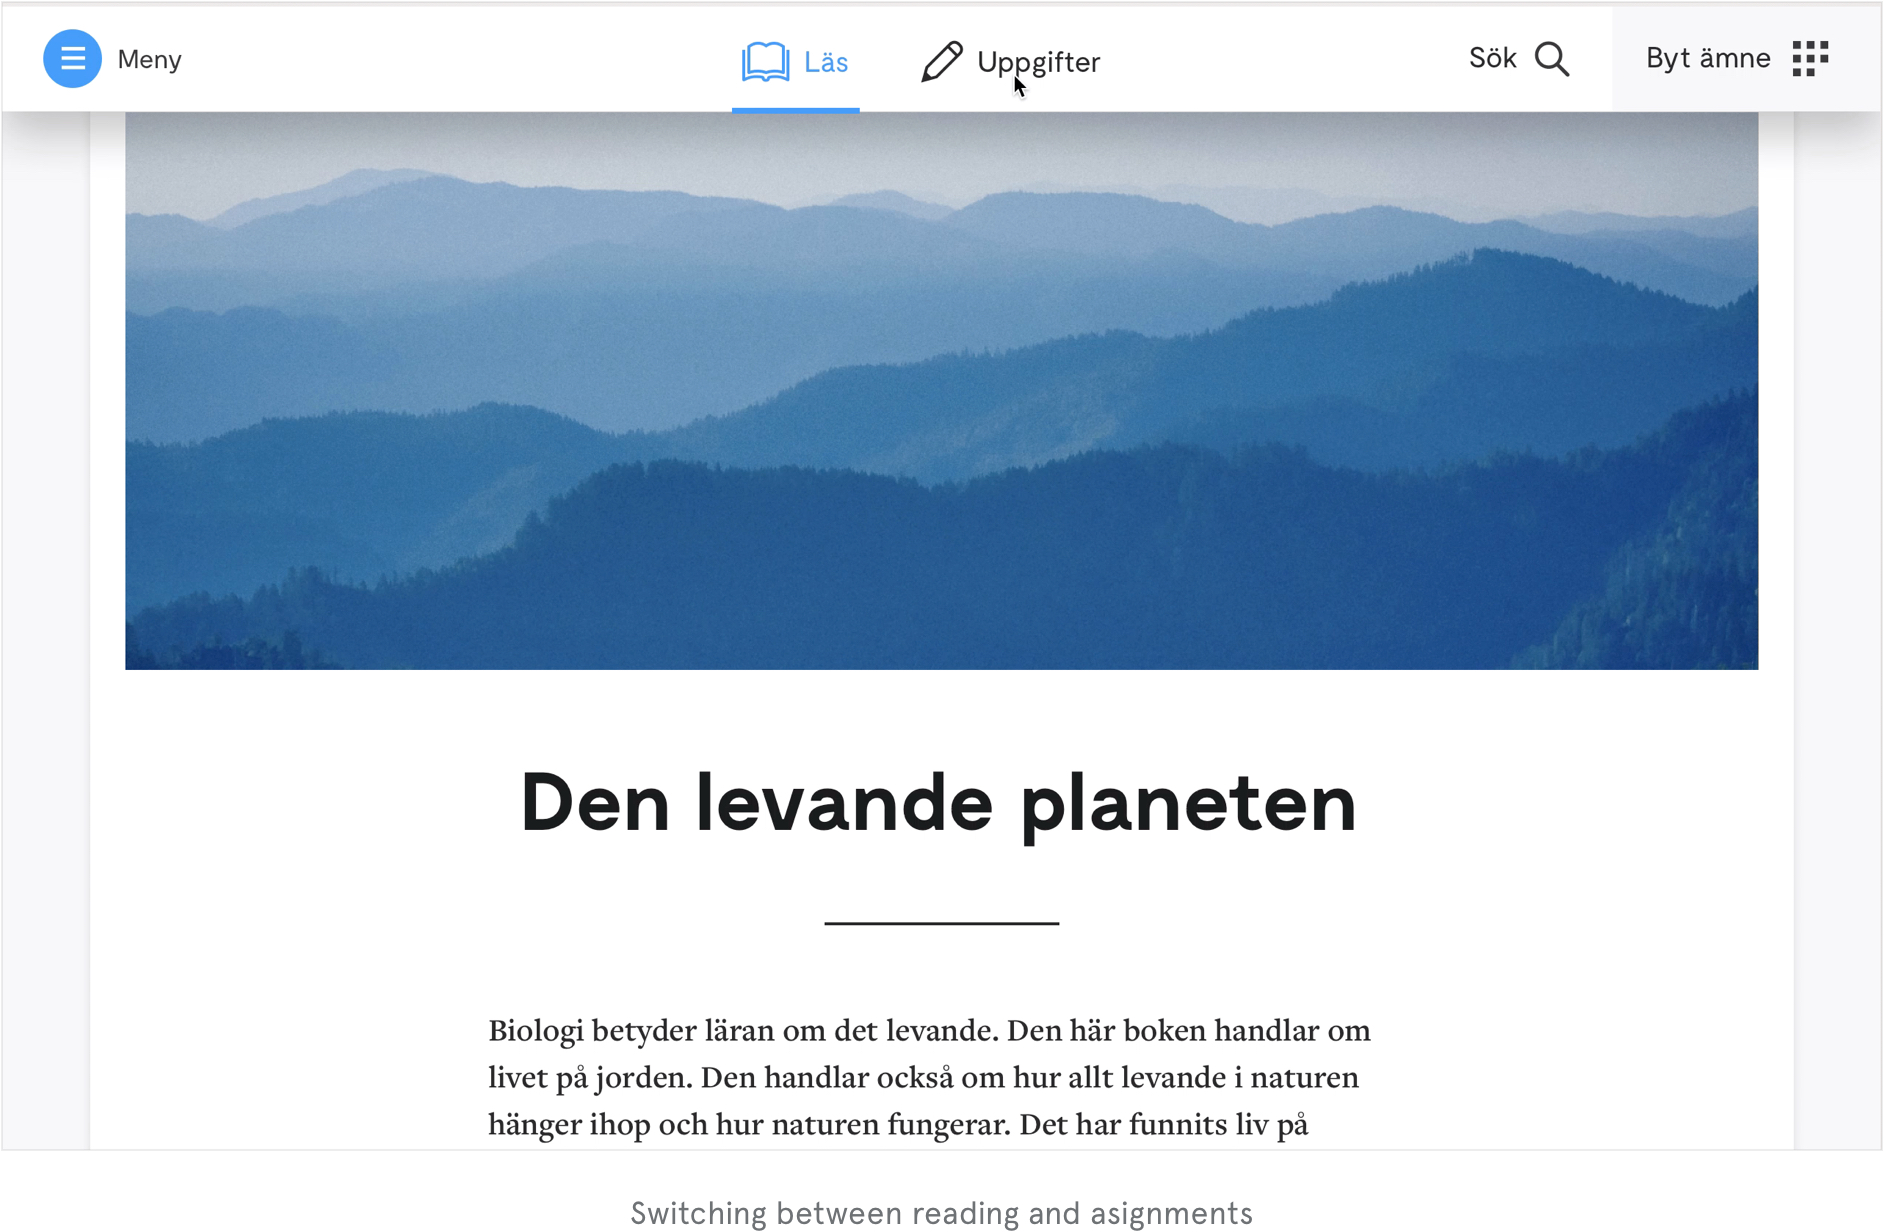 Meny
Läs
Uppgifter
Sök
Byt ämne
Den levande planeten
Biologi betyder läran om det levande. Den här boken handlar om
livet på jorden. Den handlar också om hur allt levande i naturen
hänger ihop och hur naturen fungerar. Det har funnits liv på
Switching between reading and asignments